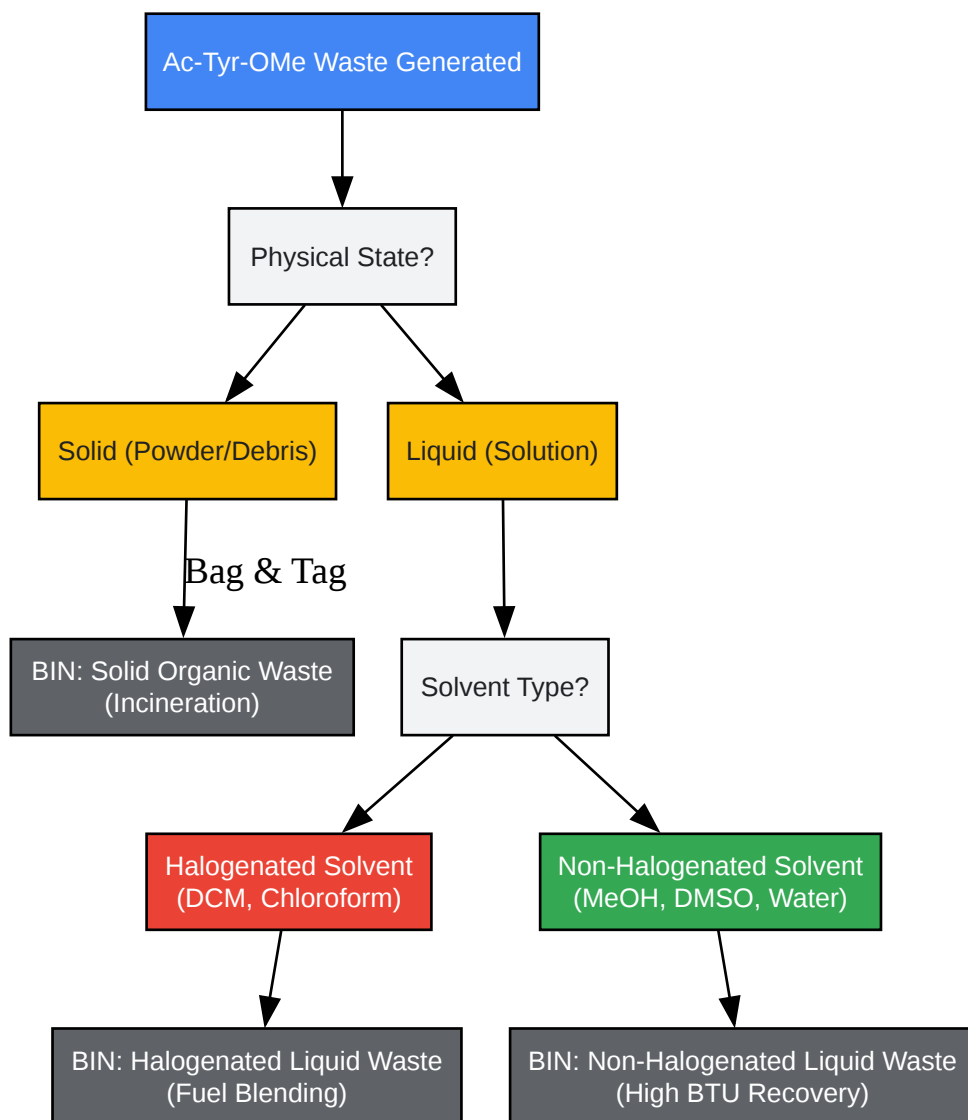 Ac-Tyr-OMe Waste Generated
Physical State?
Solid (Powder/Debris)
Liquid (Solution)
Bag & Tag
BIN: Solid Organic Waste
(Incineration)
Solvent Type?
Halogenated Solvent
(DCM, Chloroform)
Non-Halogenated Solvent
(MeOH, DMSO, Water)
BIN: Halogenated Liquid Waste
(Fuel Blending)
BIN: Non-Halogenated Liquid Waste
(High BTU Recovery)